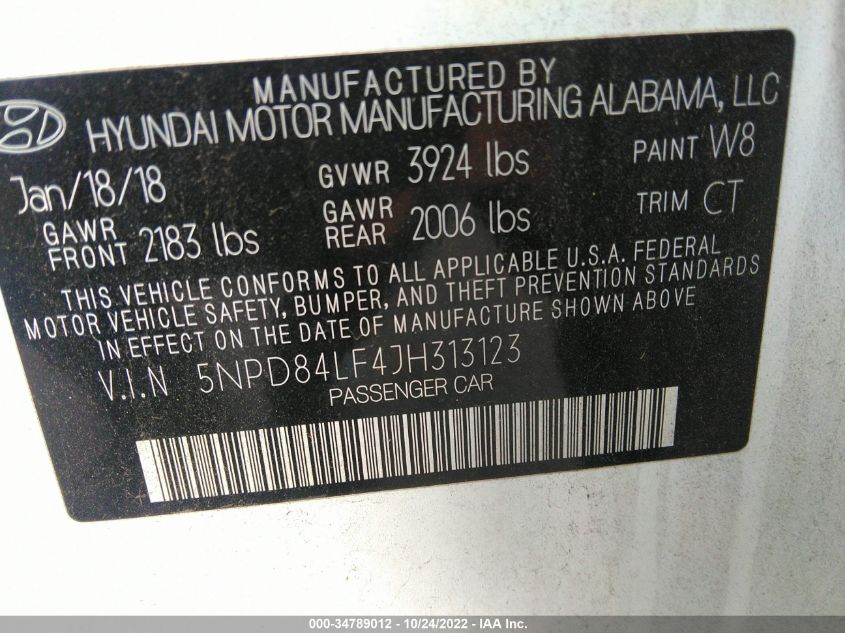 MANUFACTURED BY
HYUNDAI MOTOR MANUFACTURING ALABAMA, LLC
Jan/18/18 GVWR 3924 lbs PAINT W8
GAWR FRONT 2183 lbs GAWR REAR 2006 lbs TRIM CT
THIS VEHICLE CONFORMS TO ALL APPLICABLE U.S.A. FEDERAL
MOTOR VEHICLE SAFETY, BUMPER, AND THEFT PREVENTION STANDARDS
IN EFFECT ON THE DATE OF MANUFACTURE SHOWN ABOVE
V.I.N 5NPD84LF4JH313123
PASSENGER CAR
000-34789012 - 10/24/2022 - IAA Inc.